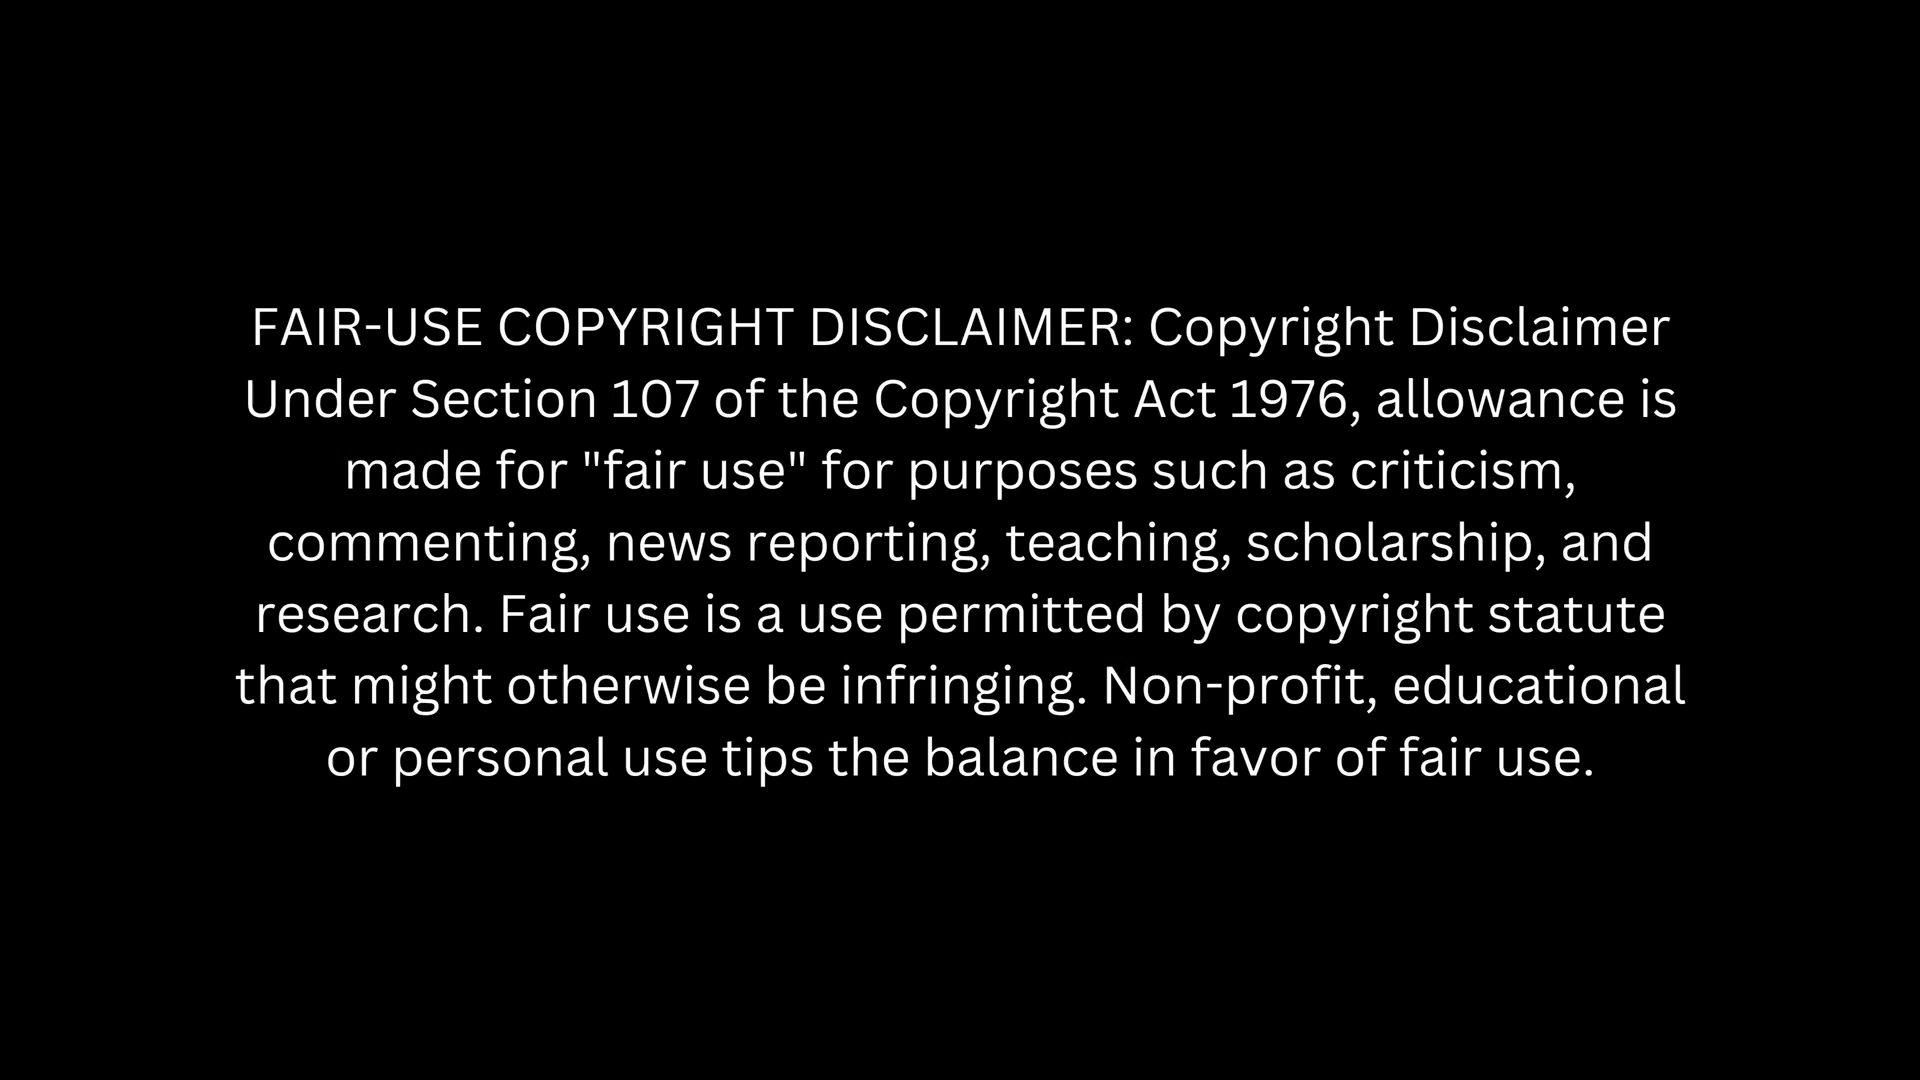 FAIR-USE COPYRIGHT DISCLAIMER: Copyright Disclaimer
Under Section 107 of the Copyright Act 1976, allowance is
made for "fair use" for purposes such as criticism,
commenting, news reporting, teaching, scholarship, and
research. Fair use is a use permitted by copyright statute
that might otherwise be infringing. Non-profit, educational
or personal use tips the balance in favor of fair use.